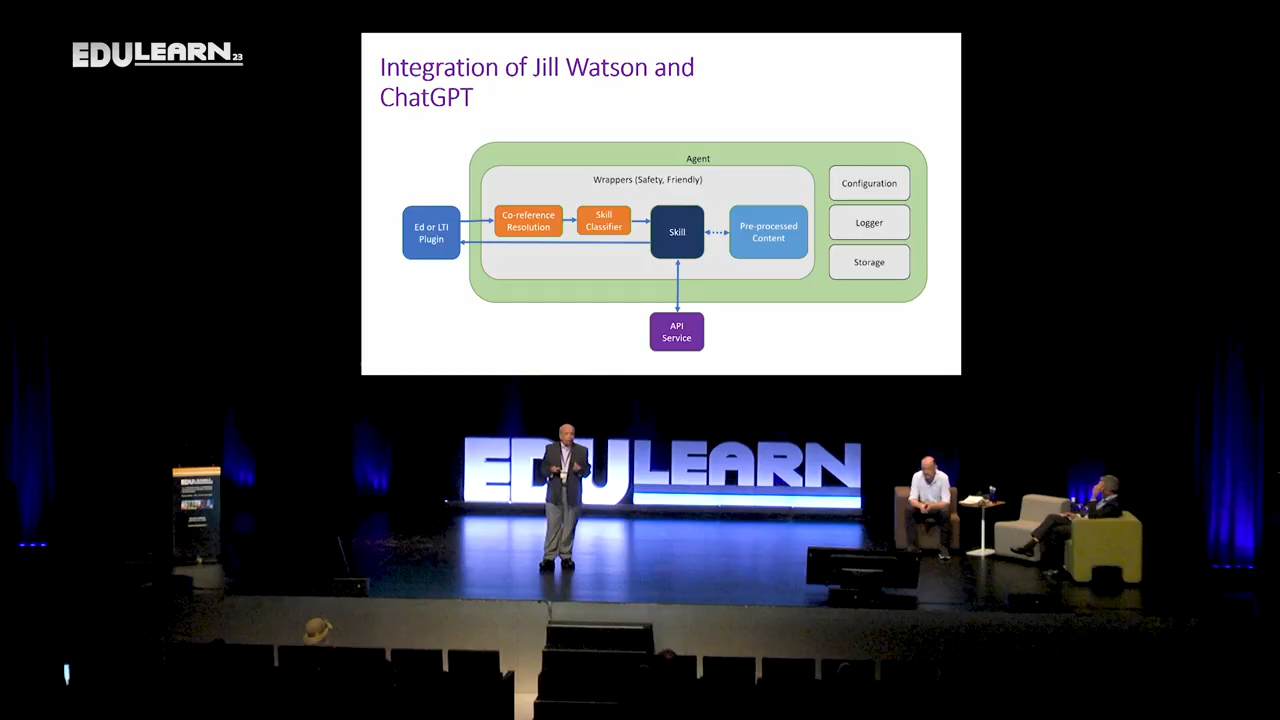 EDULEARN23
Integration of Jill Watson and
ChatGPT
Agent
Wrappers (Safety, Friendly)
Ed or LTI
Plugin
Co-reference
Resolution
Skill
Classifier
Skill
Pre-processed
Content
Configuration
Logger
Storage
API
Service
EDULEARN